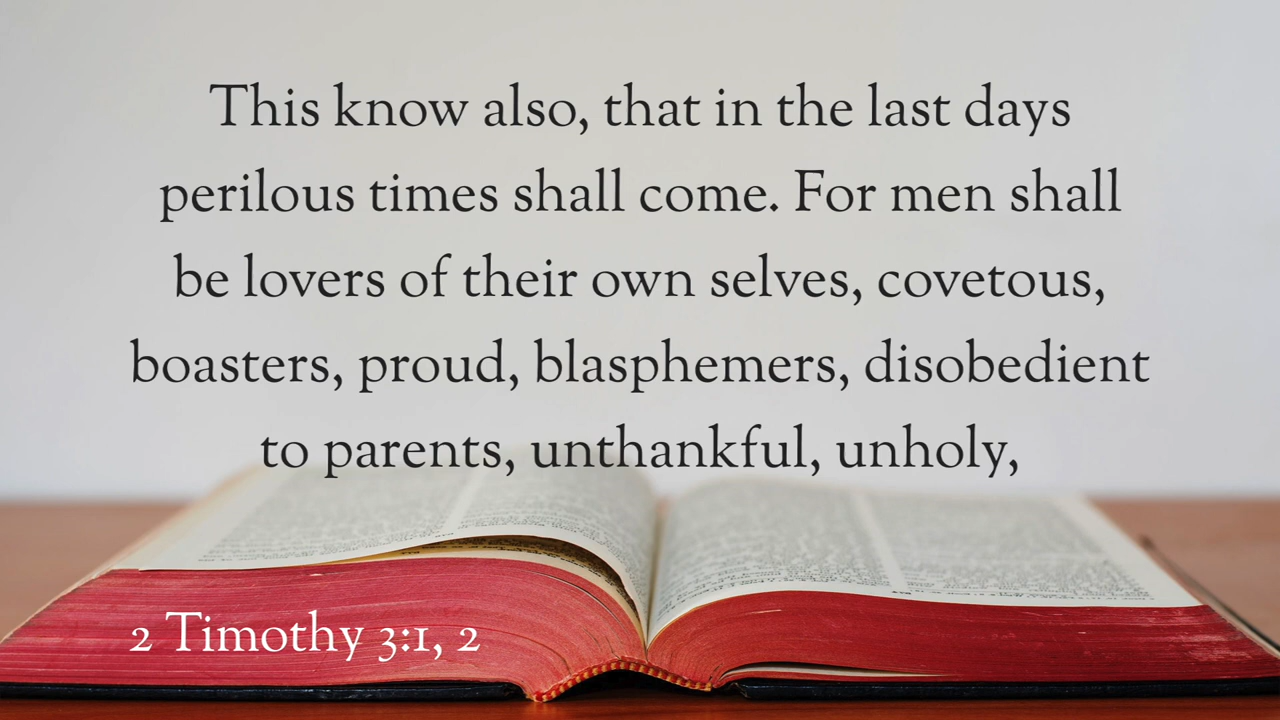 This know also, that in the last days
perilous times shall come. For men shall
be lovers of their own selves, covetous,
boasters, proud, blasphemers, disobedient
to parents, unthankful, unholy,
2 Timothy 3:1, 2